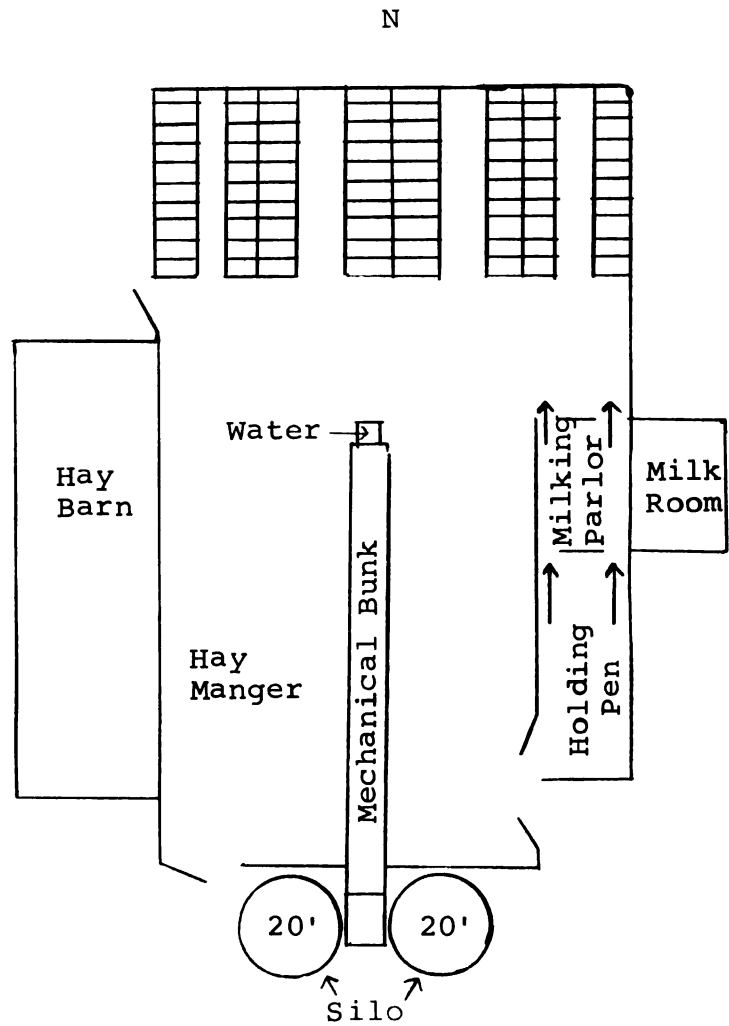 N
Water
Hay
Barn
Milking
Parlor
Milk
Room
Mechanical Bunk
Hay
Manger
Holding
Pen
20'
20'
Silo